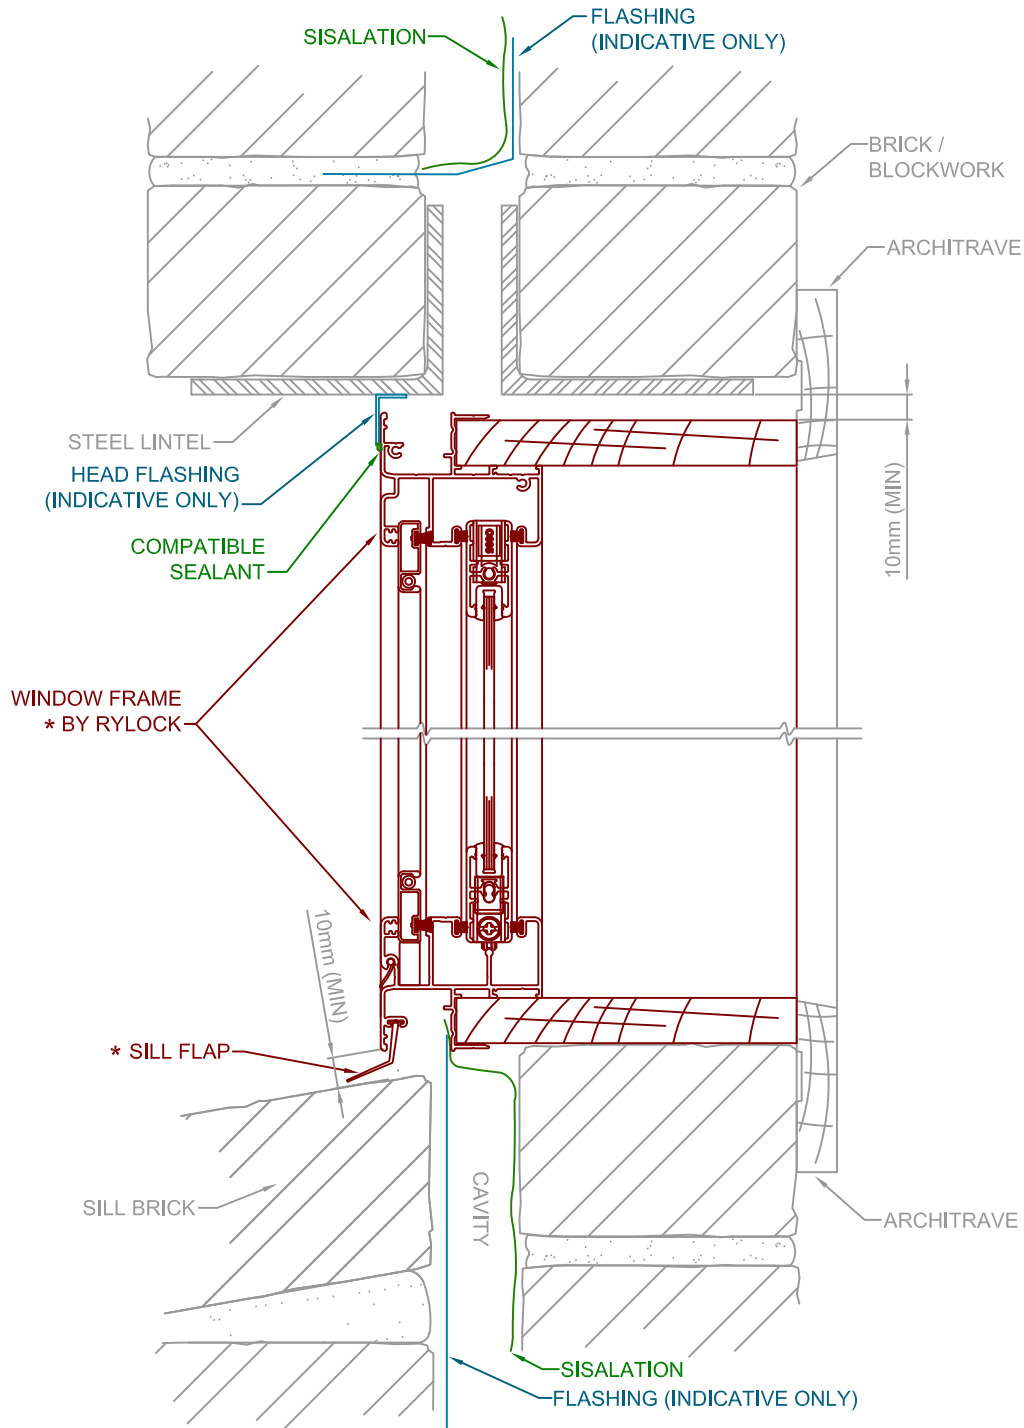 FLASHING
(INDICATIVE ONLY)
SISALATION
BRICK /
BLOCKWORK
ARCHITRAVE
STEEL LINTEL
HEAD FLASHING
(INDICATIVE ONLY)
10mm (MIN)
COMPATIBLE
SEALANT
WINDOW FRAME
* BY RYLOCK
10mm (MIN)
* SILL FLAP
SILL BRICK
CAVITY
ARCHITRAVE
SISALATION
FLASHING (INDICATIVE ONLY)